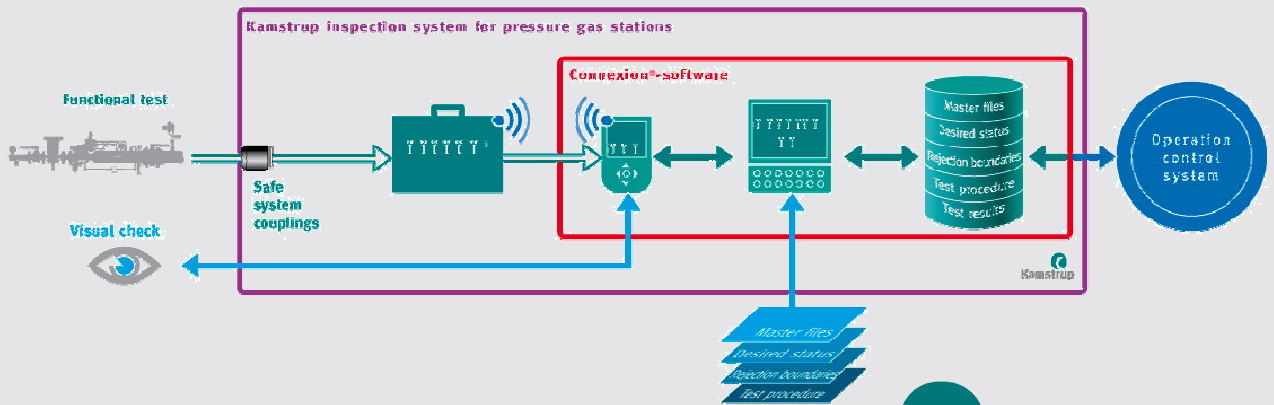 Kamstrup inspection system for pressure gas stations
Connexion®-software
Functional test
Safe
system
couplings
Visual check
Master files
Desired status
Rejection boundaries
Test procedure
Test results
Operation
control
system
Kamstrup
Master files
Desired status
Rejection boundaries
Test procedure